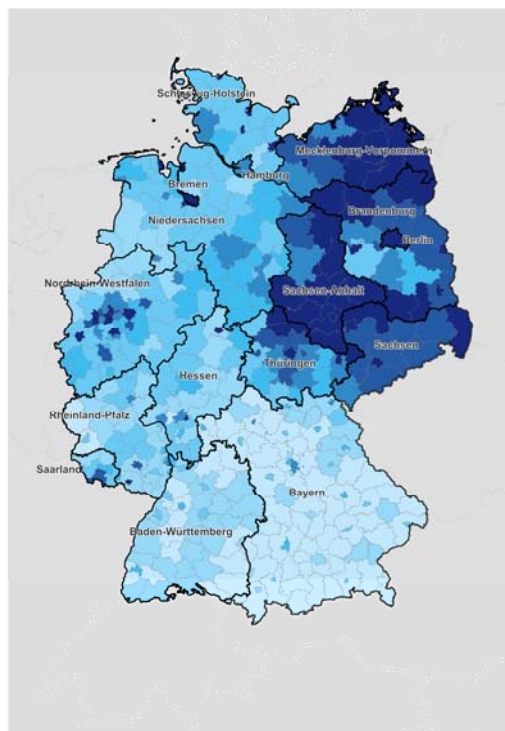 Schleswig-Holstein
Mecklenburg-Vorpommern
Hamburg
Bremen
Niedersachsen
Brandenburg
Berlin
Sachsen-Anhalt
Nordrhein-Westfalen
Sachsen
Thüringen
Hessen
Rheinland-Pfalz
Saarland
Bayern
Baden-Württemberg